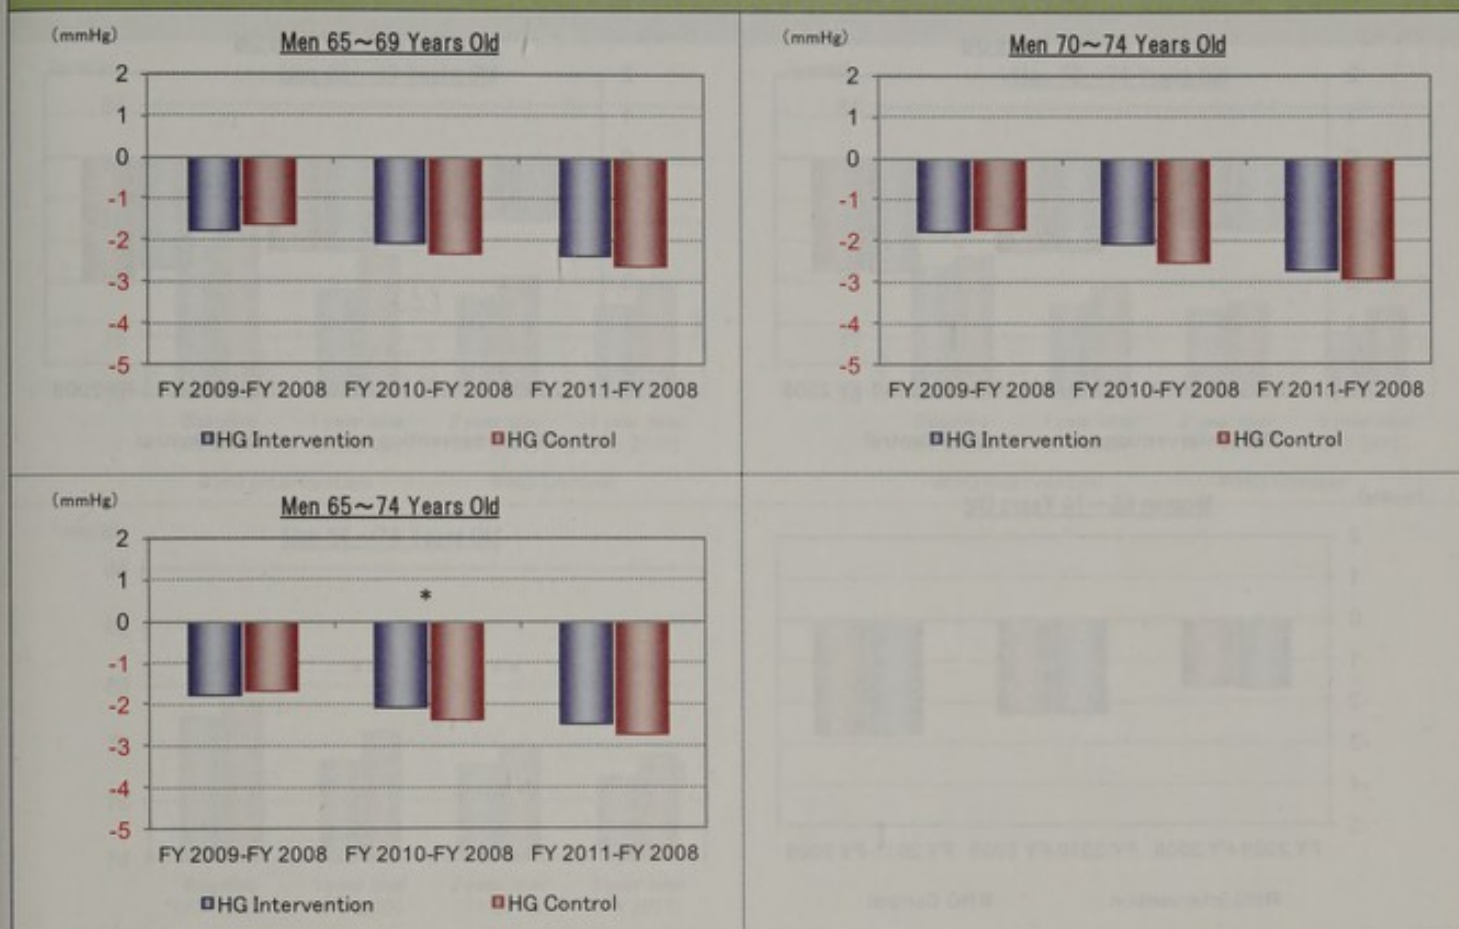 (mmHg)
Men 65~69 Years Old
2
1
0
-1
-2
-3
-4
-5
FY 2009-FY 2008 FY 2010-FY 2008 FY 2011-FY 2008
HG Intervention HG Control
(mmHg)
Men 70~74 Years Old
2
1
0
-1
-2
-3
-4
-5
FY 2009-FY 2008 FY 2010-FY 2008 FY 2011-FY 2008
HG Intervention HG Control
(mmHg)
Men 65~74 Years Old
2
1
*
0
-1
-2
-3
-4
-5
FY 2009-FY 2008 FY 2010-FY 2008 FY 2011-FY 2008
HG Intervention HG Control